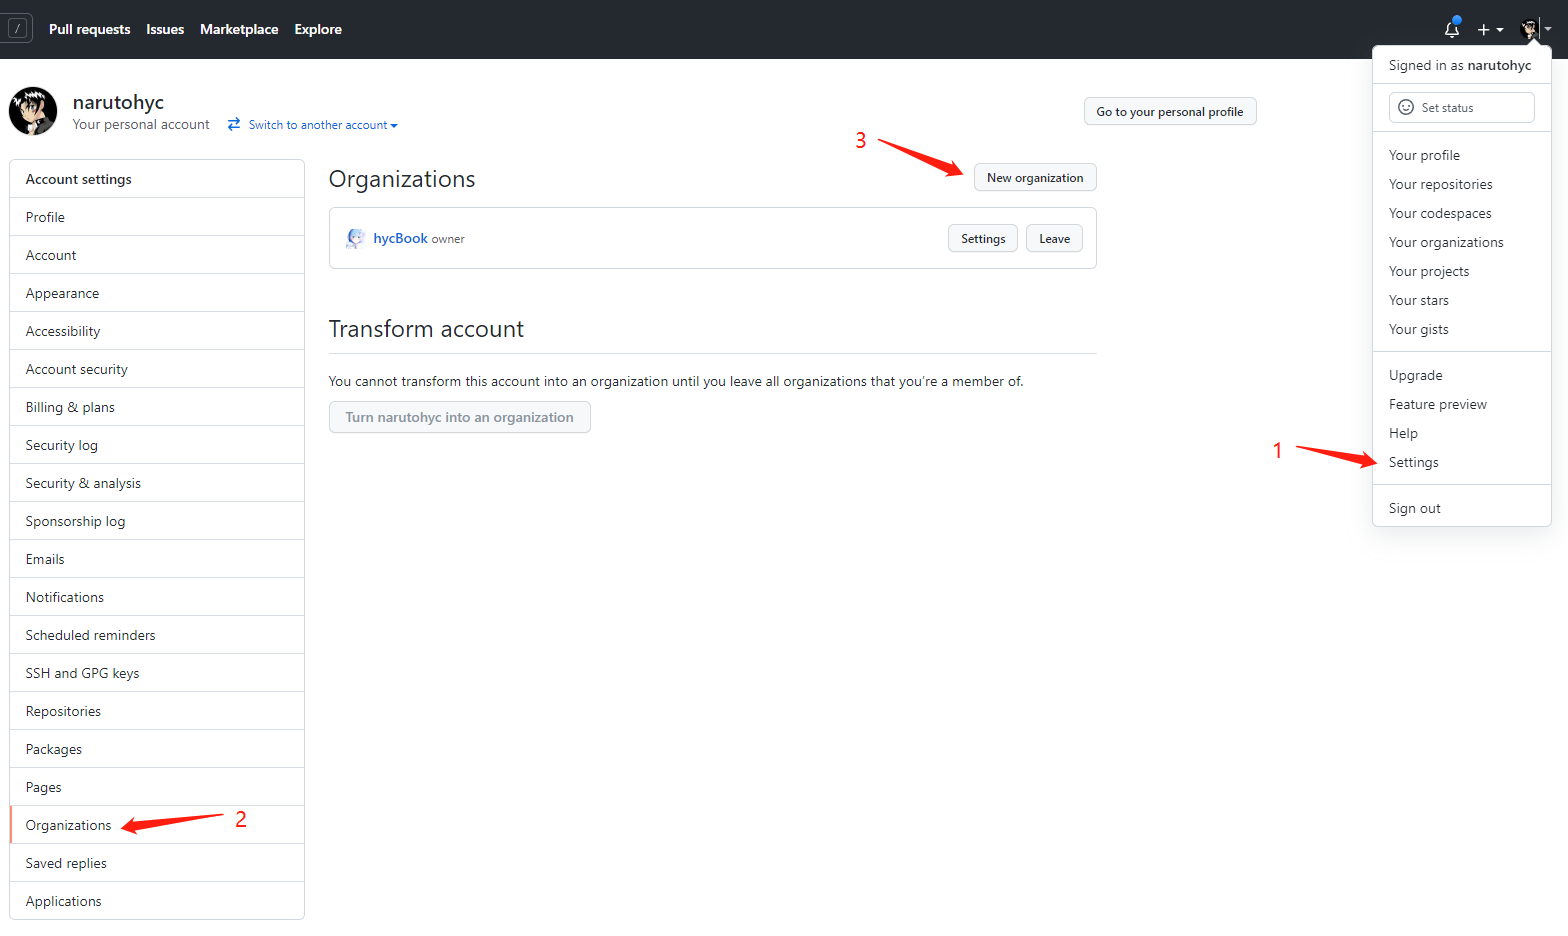 / Pull requests Issues Marketplace Explore
Signed in as narutohyc
Set status
Your profile
Your repositories
Your codespaces
Your organizations
Your projects
Your stars
Your gists
Upgrade
Feature preview
Help
1
Settings
Sign out
narutohyc
Your personal account Switch to another account
Go to your personal profile
Account settings
Profile
Account
Appearance
Accessibility
Account security
Billing & plans
Security log
Security & analysis
Sponsorship log
Emails
Notifications
Scheduled reminders
SSH and GPG keys
Repositories
Packages
Pages
Organizations 2
Saved replies
Applications
3
Organizations New organization
hycBook owner Settings Leave
Transform account
You cannot transform this account into an organization until you leave all organizations that you’re a member of.
Turn narutohyc into an organization